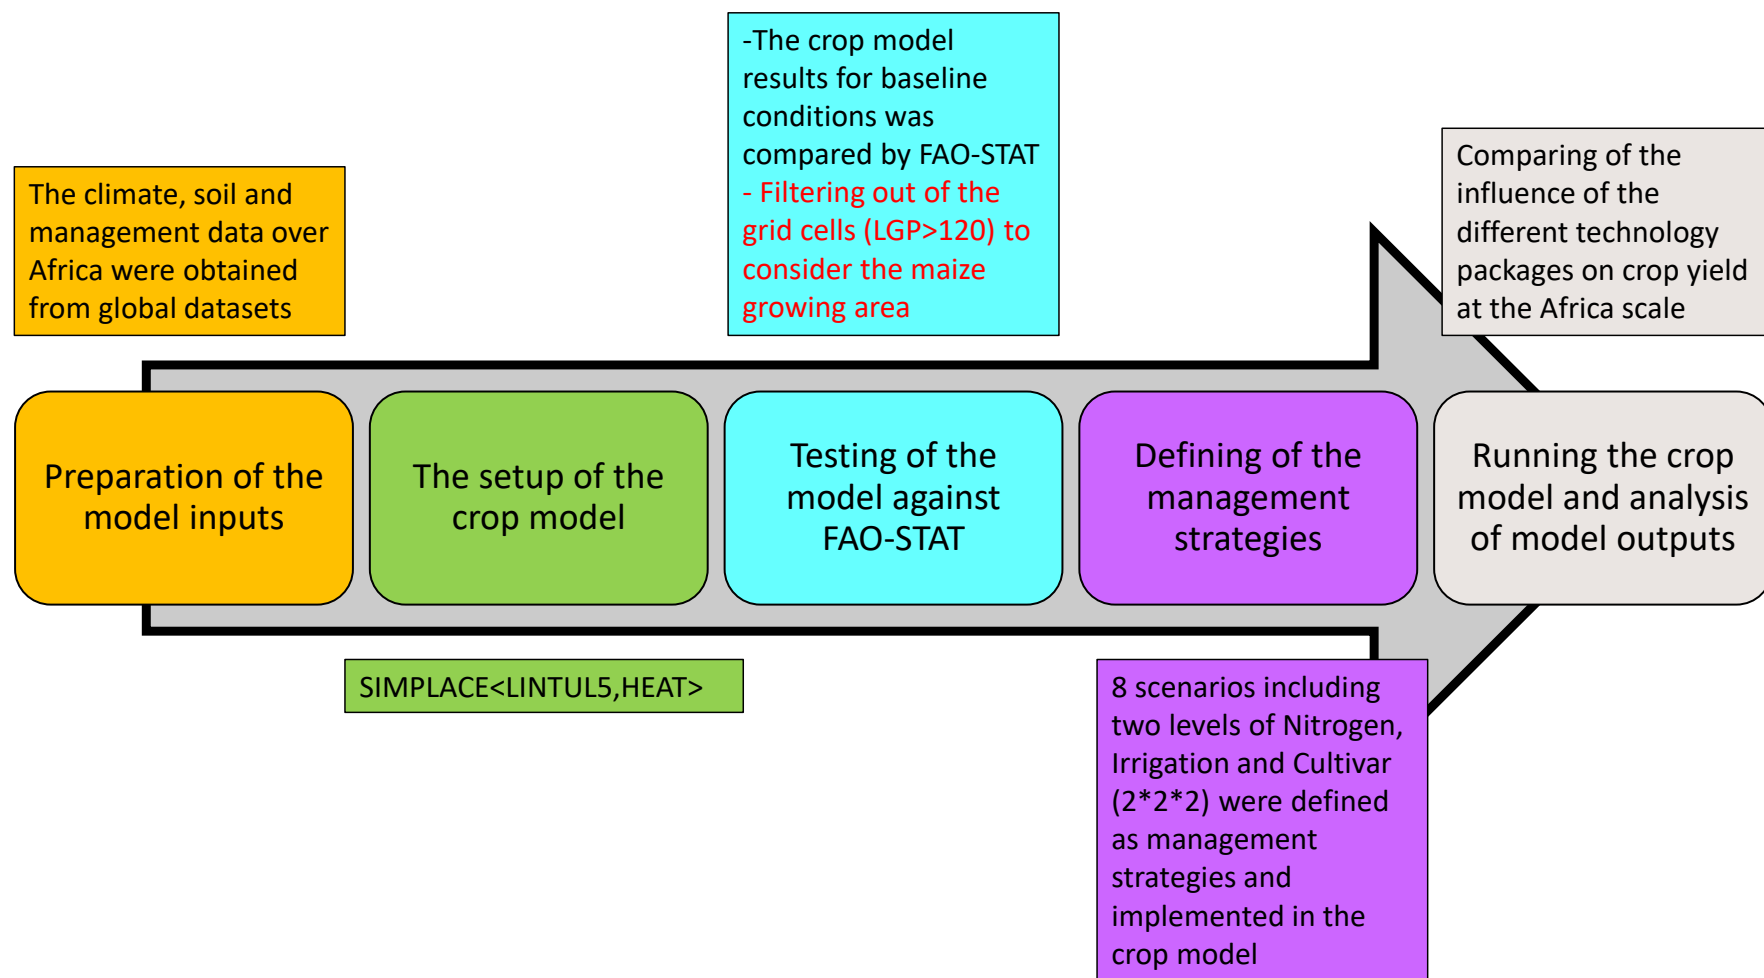 -The crop model
results for baseline
conditions was
compared by FAO-STAT
- Filtering out of the
grid cells (LGP>120) to
consider the maize
growing area
The climate, soil and
management data over
Africa were obtained
from global datasets
Comparing of the
influence of the
different technology
packages on crop yield
at the Africa scale
Preparation of the
model inputs
The setup of the
crop model
Testing of the
model against
FAO-STAT
Defining of the
management
strategies
Running the crop
model and analysis
of model outputs
SIMPLACE<LINTUL5,HEAT>
8 scenarios including
two levels of Nitrogen,
Irrigation and Cultivar
(2*2*2) were defined
as management
strategies and
implemented in the
crop model